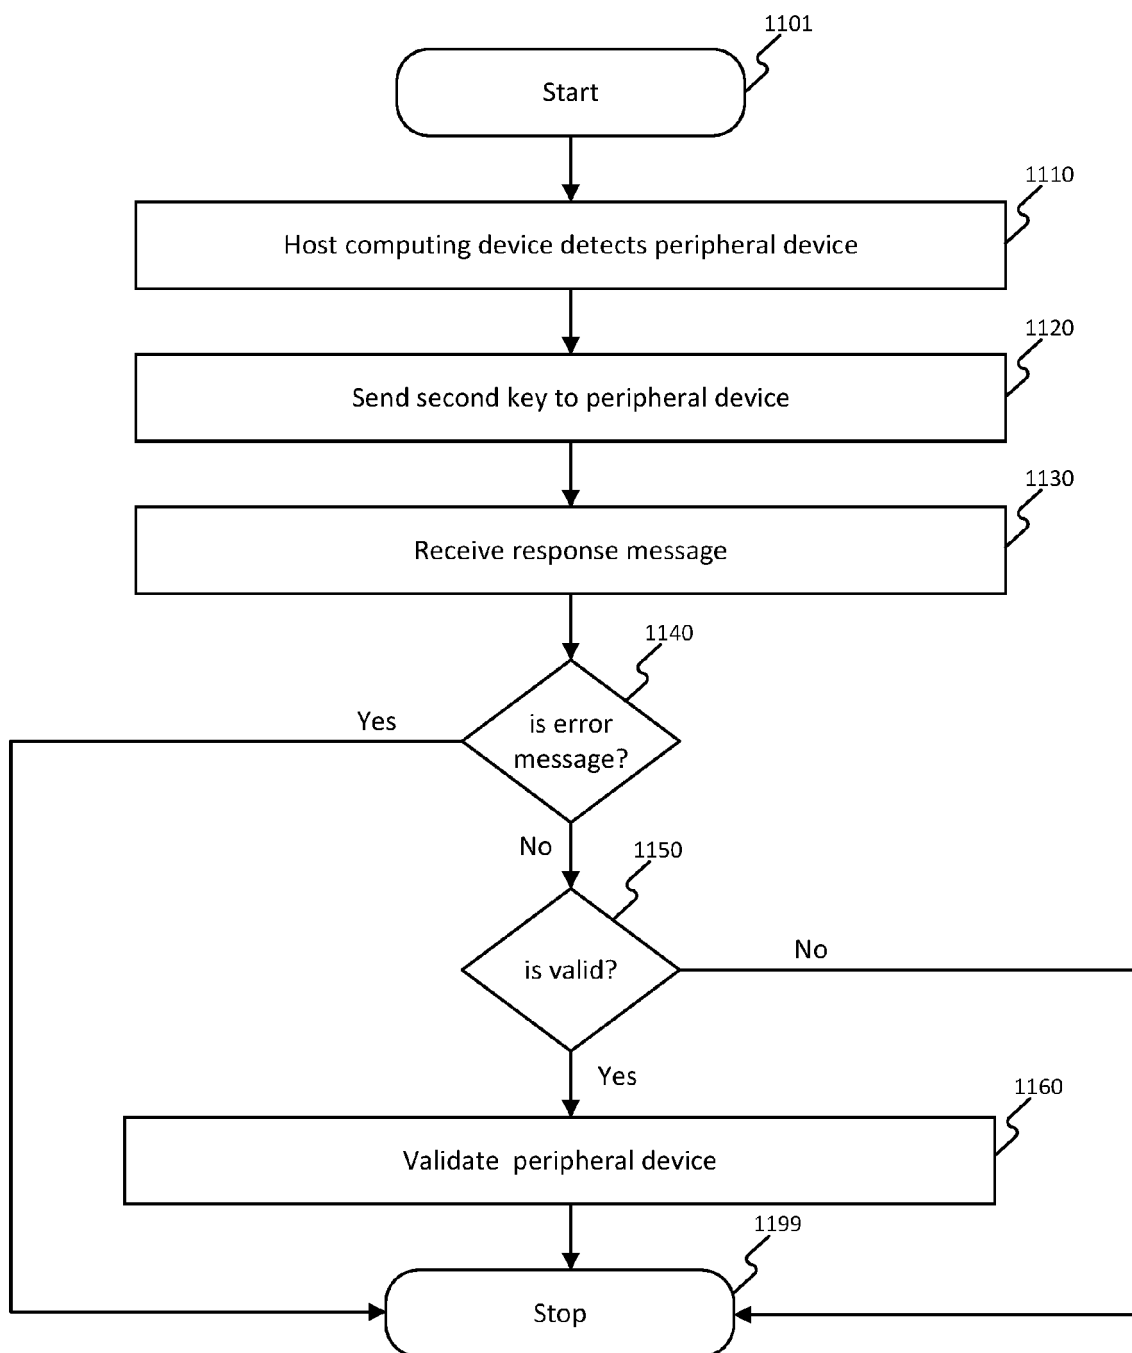 1101
Start
1110
Host computing device detects peripheral device
1120
Send second key to peripheral device
1130
Receive response message
1140
Yes
is error
message?
No
1150
is valid?
No
Yes
1160
Validate peripheral device
1199
Stop